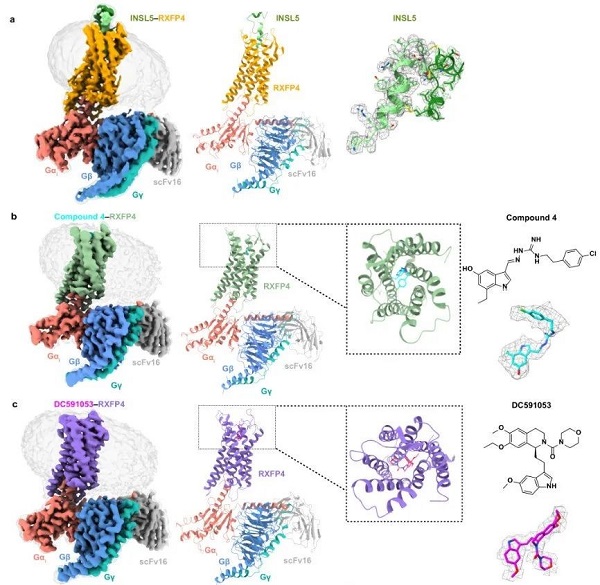 a
INSL5–RXFP4
INSL5
INSL5
RXFP4
Gαi
Gβ
Gγ
scFv16
Gαi
Gβ
Gγ
scFv16
b
Compound 4–RXFP4
Compound 4
RXFP4
NH
N
NH
N
H
HO
N
H
Cl
Gαi
Gβ
Gγ
scFv16
Gαi
Gβ
Gγ
scFv16
c
DC591053–RXFP4
DC591053
RXFP4
O
O
N
N
O
O
O
NH
Gαi
Gβ
Gγ
scFv16
Gαi
Gβ
Gγ
scFv16